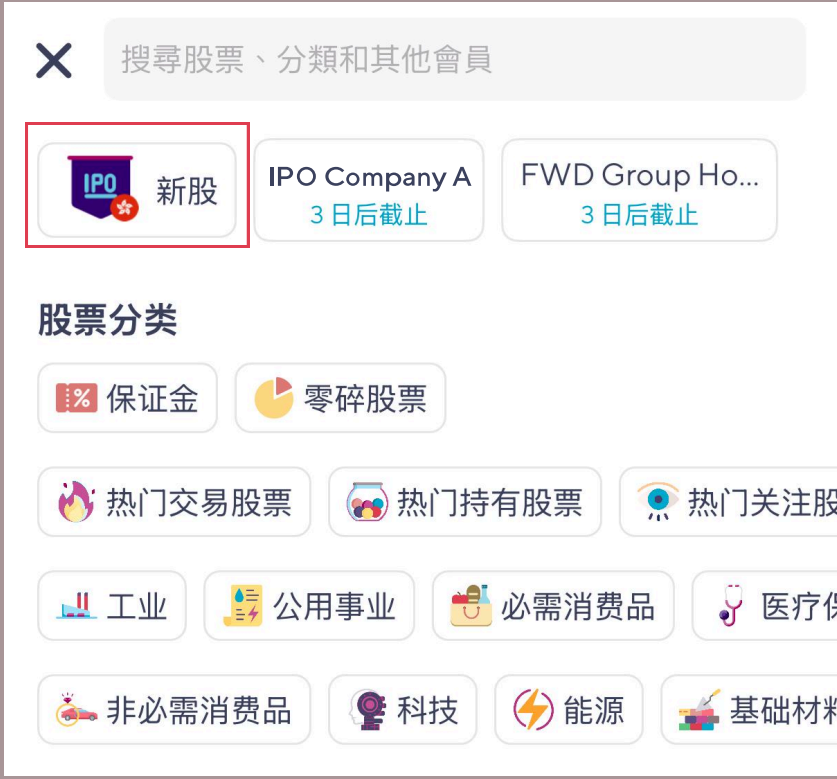 搜尋股票、分類和其他會員
IPO 新股
IPO Company A
3 日后截止
FWD Group Ho...
3 日后截止
股票分类
% 保证金
零碎股票
热门交易股票
热门持有股票
热门关注股
工业
公用事业
必需消费品
医疗保
非必需消费品
科技
能源
基础材料